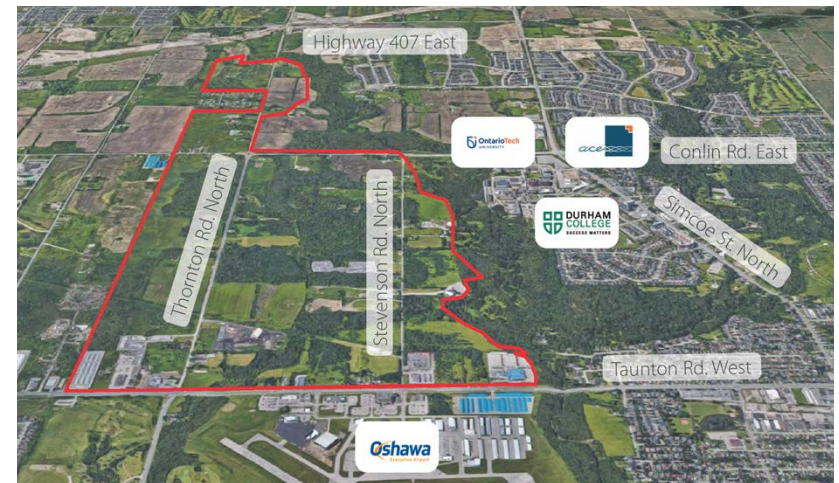 Highway 407 East
OntarioTech
UNIVERSITY
ace
Conlin Rd. East
DURHAM
COLLEGE
SUCCESS MATTERS
Simcoe St. North
Thornton Rd. North
Stevenson Rd. North
Taunton Rd. West
Oshawa
Executive Airport